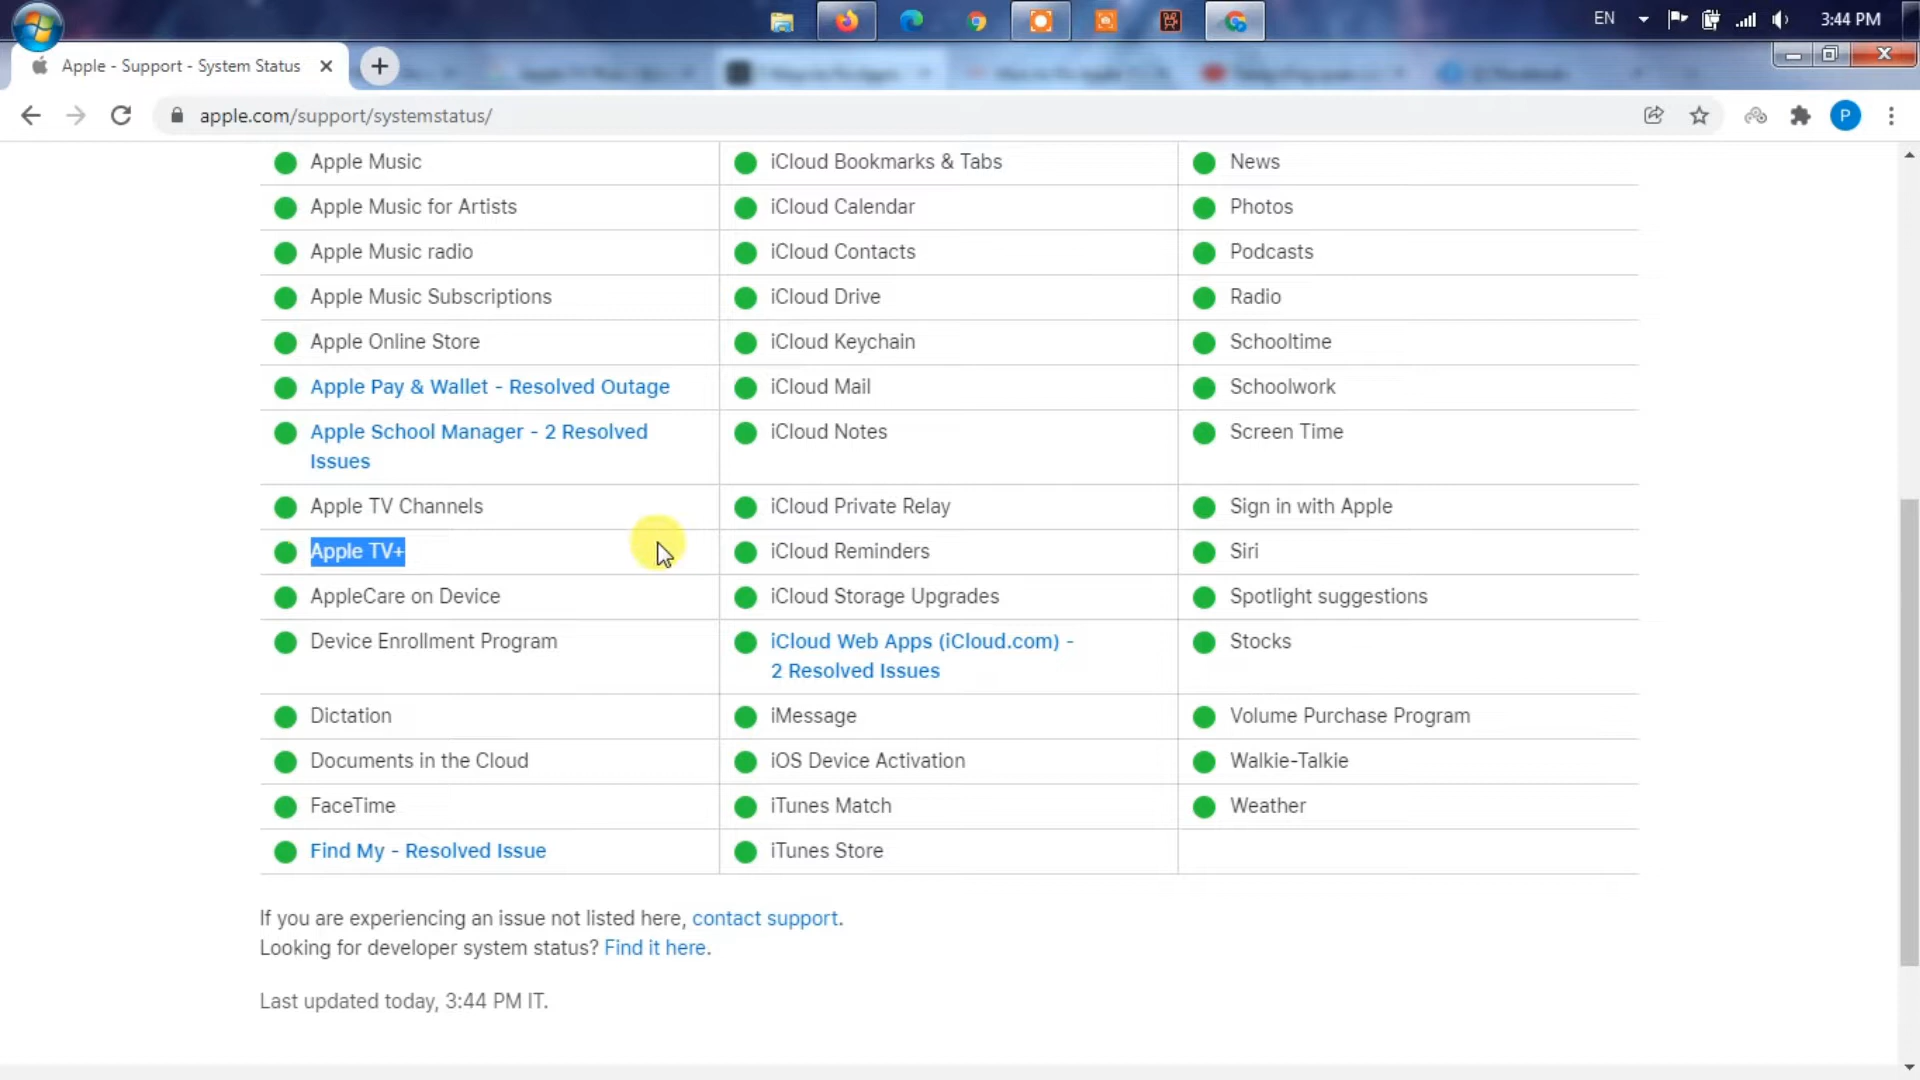 EN
3:44 PM
Apple - Support - System Status
apple.com/support/systemstatus/
P
Apple Music
iCloud Bookmarks & Tabs
News
Apple Music for Artists
iCloud Calendar
Photos
Apple Music radio
iCloud Contacts
Podcasts
Apple Music Subscriptions
iCloud Drive
Radio
Apple Online Store
iCloud Keychain
Schooltime
Apple Pay & Wallet - Resolved Outage
iCloud Mail
Schoolwork
Apple School Manager - 2 Resolved
Issues
iCloud Notes
Screen Time
Apple TV Channels
iCloud Private Relay
Sign in with Apple
Apple TV+
iCloud Reminders
Siri
AppleCare on Device
iCloud Storage Upgrades
Spotlight suggestions
Device Enrollment Program
iCloud Web Apps (iCloud.com) -
2 Resolved Issues
Stocks
Dictation
iMessage
Volume Purchase Program
Documents in the Cloud
iOS Device Activation
Walkie-Talkie
FaceTime
iTunes Match
Weather
Find My - Resolved Issue
iTunes Store
If you are experiencing an issue not listed here, contact support.
Looking for developer system status? Find it here.
Last updated today, 3:44 PM IT.